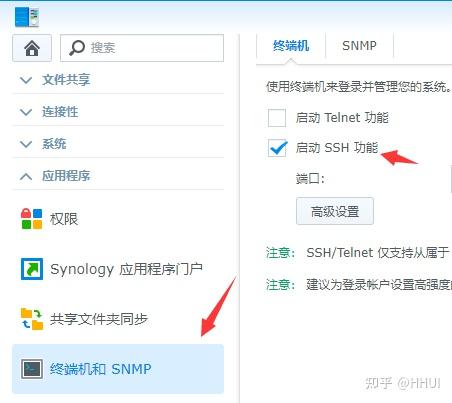 搜索
文件共享
连接性
系统
应用程序
权限
Synology 应用程序门户
共享文件夹同步
终端机和 SNMP
终端机
SNMP
使用终端机来登录并管理您的系统。
启动 Telnet 功能
启动 SSH 功能
端口:
高级设置
注意: SSH/Telnet 仅支持从属于
注意: 建议为登录帐户设置高强度
知乎 @HHUI